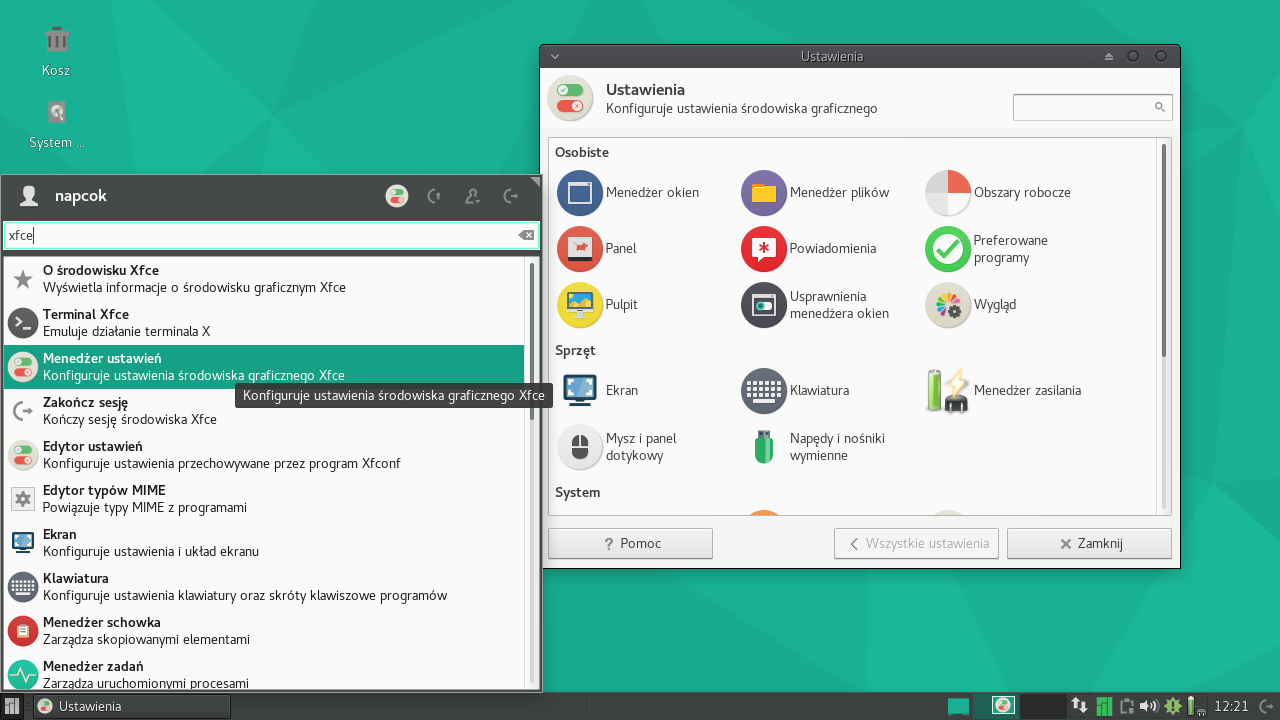 Kosz
System ...
Ustawienia
Ustawienia
Konfiguruje ustawienia środowiska graficznego
Osobiste
Menedżer okien
Menedżer plików
Obszary robocze
Panel
Powiadomienia
Preferowane
programy
Pulpit
Usprawnienia
menedżera okien
Wygląd
Sprzęt
Ekran
Klawiatura
Menedżer zasilania
Mysz i panel
dotykowy
Napędy i nośniki
wymienne
System
Pomoc
Wszystkie ustawienia
Zamknij
napcok
xfce
O środowisku Xfce
Wyświetla informacje o środowisku graficznym Xfce
Terminal Xfce
Emuluje działanie terminala X
Menedżer ustawień
Konfiguruje ustawienia środowiska graficznego Xfce
Konfiguruje ustawienia środowiska graficznego Xfce
Zakończ sesję
Kończy sesję środowiska Xfce
Edytor ustawień
Konfiguruje ustawienia przechowywane przez program Xfconf
Edytor typów MIME
Powiązuje typy MIME z programami
Ekran
Konfiguruje ustawienia i układ ekranu
Klawiatura
Konfiguruje ustawienia klawiatury oraz skróty klawiszowe programów
Menedżer schowka
Zarządza skopiowanymi elementami
Menedżer zadań
Zarządza uruchomionymi procesami
Ustawienia
12:21